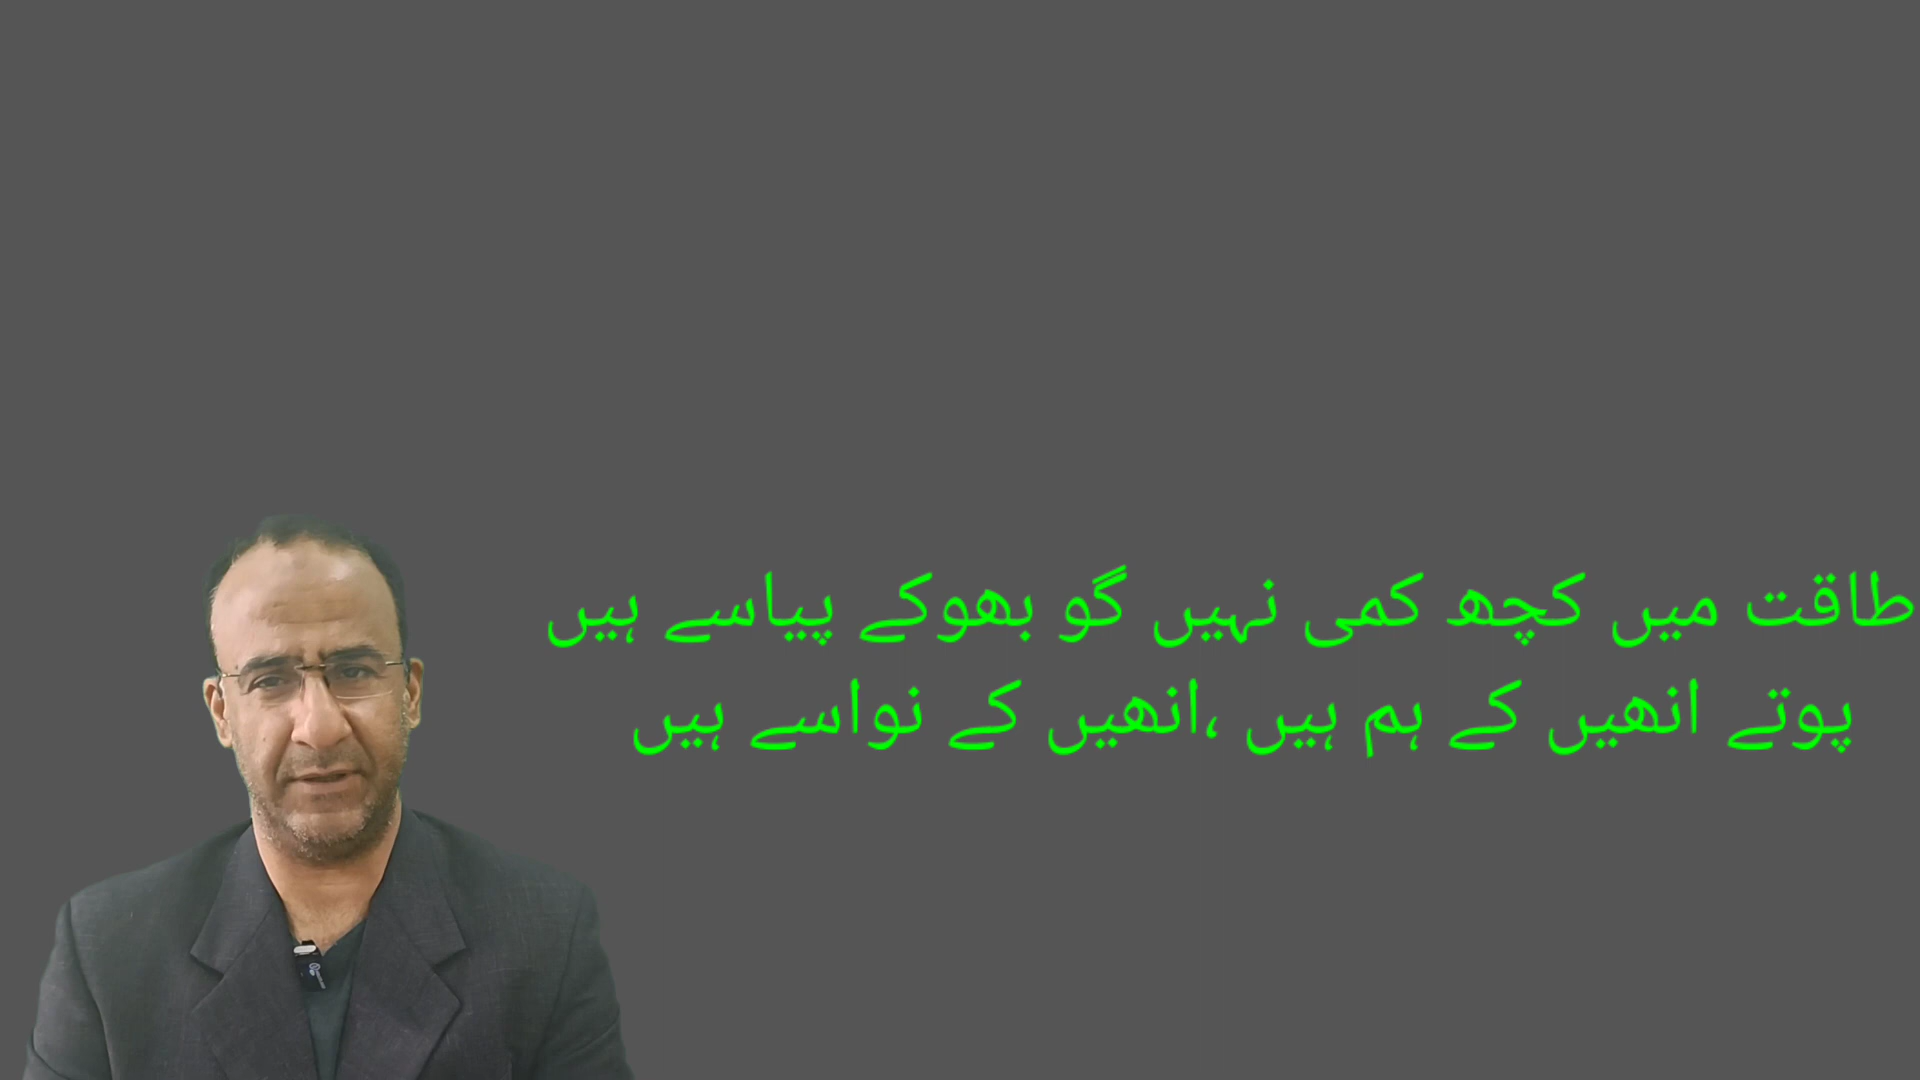 طاقت میں کچھ کمی نہیں گو بھوکے پیاسے ہیں
پوتے انھیں کے ہم ہیں ،انھیں کے نواسے ہیں